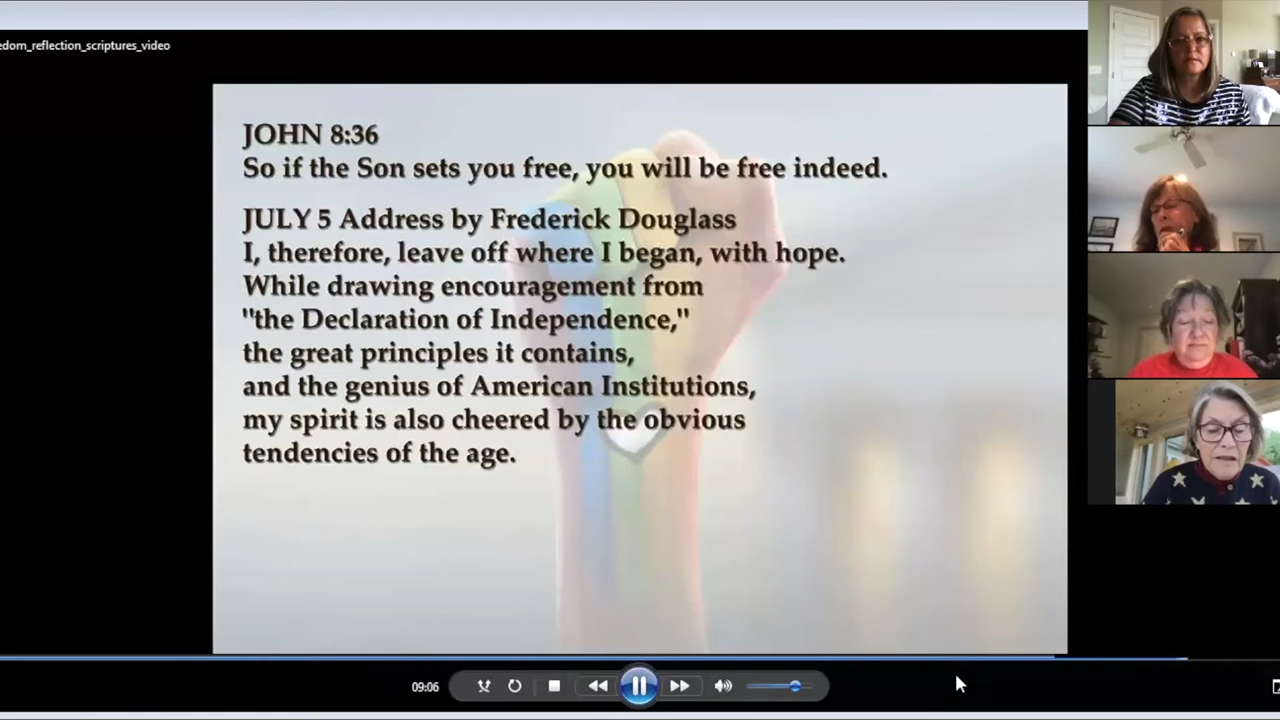 edom_reflection_scriptures_video
JOHN 8:36
So if the Son sets you free, you will be free indeed.
JULY 5 Address by Frederick Douglass
I, therefore, leave off where I began, with hope.
While drawing encouragement from
"the Declaration of Independence,"
the great principles it contains,
and the genius of American Institutions,
my spirit is also cheered by the obvious
tendencies of the age.
09:06